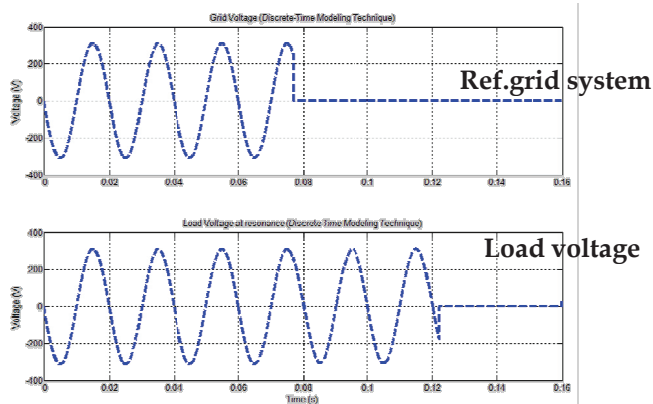 Grid Voltage (Discrete-Time Modeling Technique)
400
200
0
-200
-400
Voltage (V)
Ref.grid system
0 0.02 0.04 0.06 0.08 0.1 0.12 0.14 0.16
Load Voltage at resonance (Discrete-Time Modeling Technique)
400
200
0
-200
-400
Voltage (V)
Load voltage
0 0.02 0.04 0.06 0.08 0.1 0.12 0.14 0.16
Time (s)